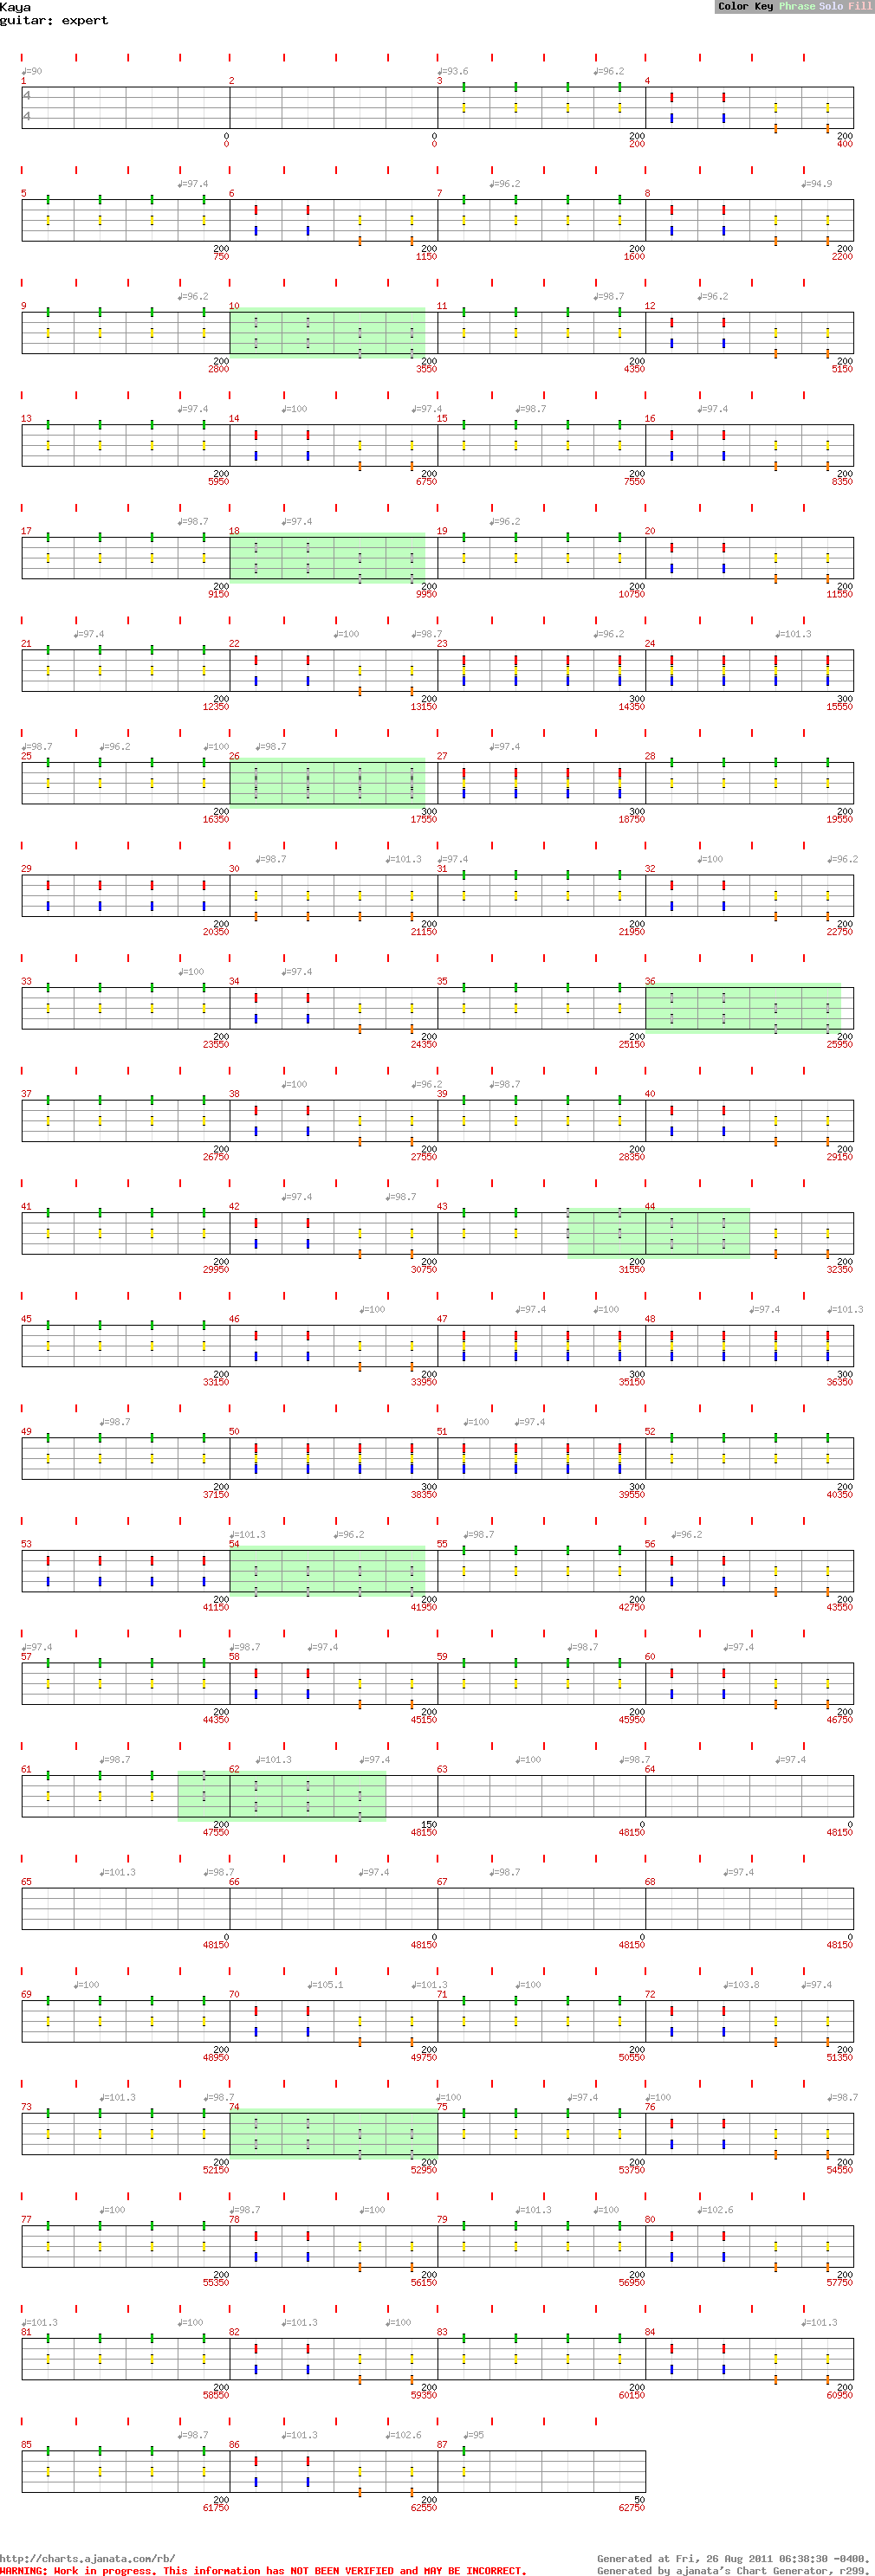 Kaya
guitar: expert
Color Key Phrase Solo Fill
♩=90 ♩=93.6 ♩=96.2
1 2 3 4
4
4
0 0 200 200
0 0 200 400
♩=97.4 ♩=96.2 ♩=94.9
5 6 7 8
200 200 200 200
750 1150 1600 2200
♩=96.2 ♩=98.7 ♩=96.2
9 10 11 12
200 200 200 200
2800 3550 4350 5150
♩=97.4 ♩=100 ♩=97.4 ♩=98.7 ♩=97.4
13 14 15 16
200 200 200 200
5950 6750 7550 8350
♩=98.7 ♩=97.4 ♩=96.2
17 18 19 20
200 200 200 200
9150 9950 10750 11550
♩=97.4 ♩=100 ♩=98.7 ♩=96.2 ♩=101.3
21 22 23 24
200 200 300 300
12350 13150 14350 15550
♩=98.7 ♩=96.2 ♩=100 ♩=98.7 ♩=97.4
25 26 27 28
200 300 300 200
16350 17550 18750 19550
♩=98.7 ♩=101.3 ♩=97.4 ♩=100 ♩=96.2
29 30 31 32
200 200 200 200
20350 21150 21950 22750
♩=100 ♩=97.4
33 34 35 36
200 200 200 200
23550 24350 25150 25950
♩=100 ♩=96.2 ♩=98.7
37 38 39 40
200 200 200 200
26750 27550 28350 29150
♩=97.4 ♩=98.7
41 42 43 44
200 200 200 200
29950 30750 31550 32350
♩=100 ♩=97.4 ♩=100 ♩=97.4 ♩=101.3
45 46 47 48
200 200 300 300
33150 33950 35150 36350
♩=98.7 ♩=100 ♩=97.4
49 50 51 52
200 300 300 200
37150 38350 39550 40350
♩=101.3 ♩=96.2 ♩=98.7 ♩=96.2
53 54 55 56
200 200 200 200
41150 41950 42750 43550
♩=97.4 ♩=98.7 ♩=97.4 ♩=98.7 ♩=97.4
57 58 59 60
200 200 200 200
44350 45150 45950 46750
♩=98.7 ♩=101.3 ♩=97.4 ♩=100 ♩=98.7 ♩=97.4
61 62 63 64
200 150 0 0
47550 48150 48150 48150
♩=101.3 ♩=98.7 ♩=97.4 ♩=98.7 ♩=97.4
65 66 67 68
0 0 0 0
48150 48150 48150 48150
♩=100 ♩=105.1 ♩=101.3 ♩=100 ♩=103.8 ♩=97.4
69 70 71 72
200 200 200 200
48950 49750 50550 51350
♩=101.3 ♩=98.7 ♩=100 ♩=97.4 ♩=100 ♩=98.7
73 74 75 76
200 200 200 200
52150 52950 53750 54550
♩=100 ♩=98.7 ♩=100 ♩=101.3 ♩=100 ♩=102.6
77 78 79 80
200 200 200 200
55350 56150 56950 57750
♩=101.3 ♩=100 ♩=101.3 ♩=100 ♩=101.3
81 82 83 84
200 200 200 200
58550 59350 60150 60950
♩=98.7 ♩=101.3 ♩=102.6 ♩=95
85 86 87
200 200 50
61750 62550 62750
http://charts.ajanata.com/rb/
Generated at Fri, 26 Aug 2011 06:38:30 -0400.
WARNING: Work in progress. This information has NOT BEEN VERIFIED and MAY BE INCORRECT.
Generated by ajanata's Chart Generator, r299.